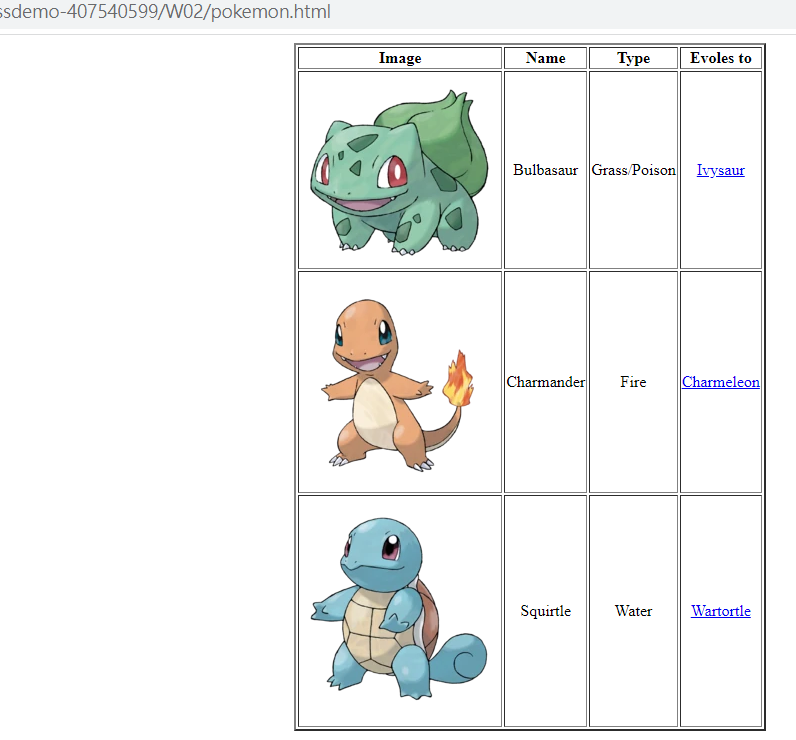 ssdemo-407540599/W02/pokemon.html
Image Name Type Evoles to
Bulbasaur Grass/Poison Ivysaur
Charmander Fire Charmeleon
Squirtle Water Wartortle